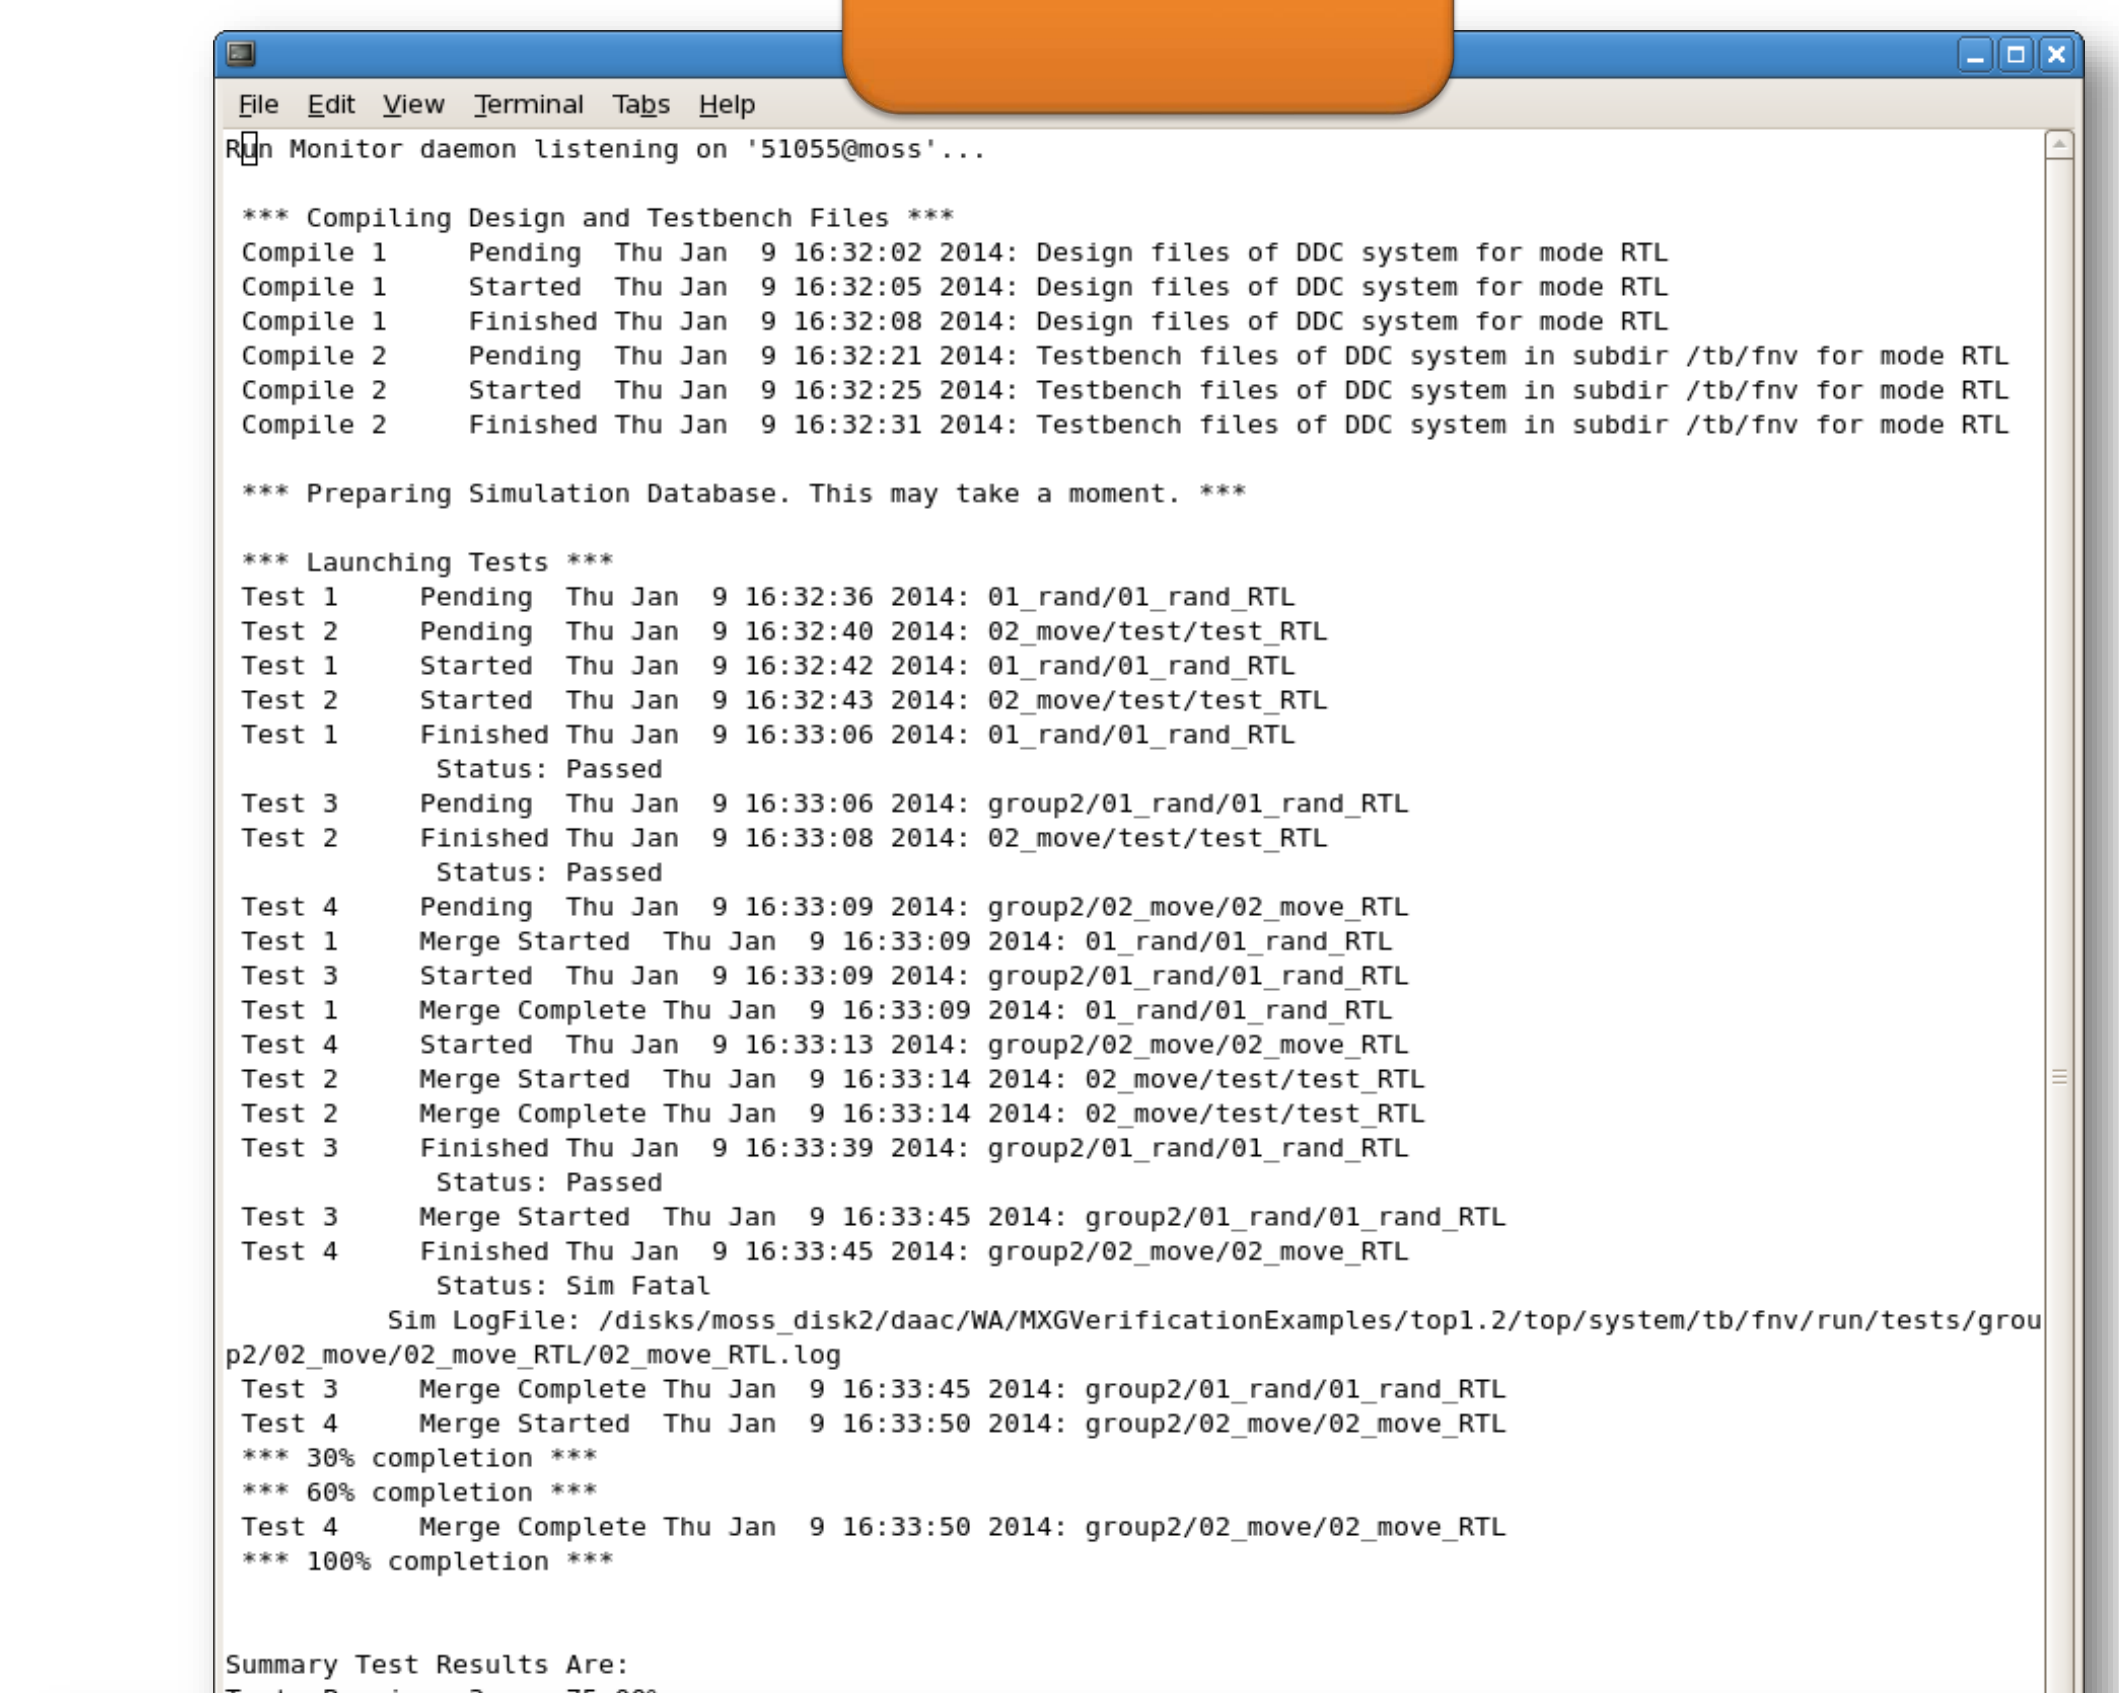 File Edit View Terminal Tabs Help
Run Monitor daemon listening on '51055@moss'...
*** Compiling Design and Testbench Files ***
Compile 1     Pending  Thu Jan  9 16:32:02 2014: Design files of DDC system for mode RTL
Compile 1     Started  Thu Jan  9 16:32:05 2014: Design files of DDC system for mode RTL
Compile 1     Finished Thu Jan  9 16:32:08 2014: Design files of DDC system for mode RTL
Compile 2     Pending  Thu Jan  9 16:32:21 2014: Testbench files of DDC system in subdir /tb/fnv for mode RTL
Compile 2     Started  Thu Jan  9 16:32:25 2014: Testbench files of DDC system in subdir /tb/fnv for mode RTL
Compile 2     Finished Thu Jan  9 16:32:31 2014: Testbench files of DDC system in subdir /tb/fnv for mode RTL
*** Preparing Simulation Database. This may take a moment. ***
*** Launching Tests ***
Test 1     Pending  Thu Jan  9 16:32:36 2014: 01_rand/01_rand_RTL
Test 2     Pending  Thu Jan  9 16:32:40 2014: 02_move/test/test_RTL
Test 1     Started  Thu Jan  9 16:32:42 2014: 01_rand/01_rand_RTL
Test 2     Started  Thu Jan  9 16:32:43 2014: 02_move/test/test_RTL
Test 1     Finished Thu Jan  9 16:33:06 2014: 01_rand/01_rand_RTL
Status: Passed
Test 3     Pending  Thu Jan  9 16:33:06 2014: group2/01_rand/01_rand_RTL
Test 2     Finished Thu Jan  9 16:33:08 2014: 02_move/test/test_RTL
Status: Passed
Test 4     Pending  Thu Jan  9 16:33:09 2014: group2/02_move/02_move_RTL
Test 1     Merge Started  Thu Jan  9 16:33:09 2014: 01_rand/01_rand_RTL
Test 3     Started  Thu Jan  9 16:33:09 2014: group2/01_rand/01_rand_RTL
Test 1     Merge Complete Thu Jan  9 16:33:09 2014: 01_rand/01_rand_RTL
Test 4     Started  Thu Jan  9 16:33:13 2014: group2/02_move/02_move_RTL
Test 2     Merge Started  Thu Jan  9 16:33:14 2014: 02_move/test/test_RTL
Test 2     Merge Complete Thu Jan  9 16:33:14 2014: 02_move/test/test_RTL
Test 3     Finished Thu Jan  9 16:33:39 2014: group2/01_rand/01_rand_RTL
Status: Passed
Test 3     Merge Started  Thu Jan  9 16:33:45 2014: group2/01_rand/01_rand_RTL
Test 4     Finished Thu Jan  9 16:33:45 2014: group2/02_move/02_move_RTL
Status: Sim Fatal
Sim LogFile: /disks/moss_disk2/daac/WA/MXGVerificationExamples/top1.2/top/system/tb/fnv/run/tests/grou
p2/02_move/02_move_RTL/02_move_RTL.log
Test 3     Merge Complete Thu Jan  9 16:33:45 2014: group2/01_rand/01_rand_RTL
Test 4     Merge Started  Thu Jan  9 16:33:50 2014: group2/02_move/02_move_RTL
*** 30% completion ***
*** 60% completion ***
Test 4     Merge Complete Thu Jan  9 16:33:50 2014: group2/02_move/02_move_RTL
*** 100% completion ***
Summary Test Results Are: